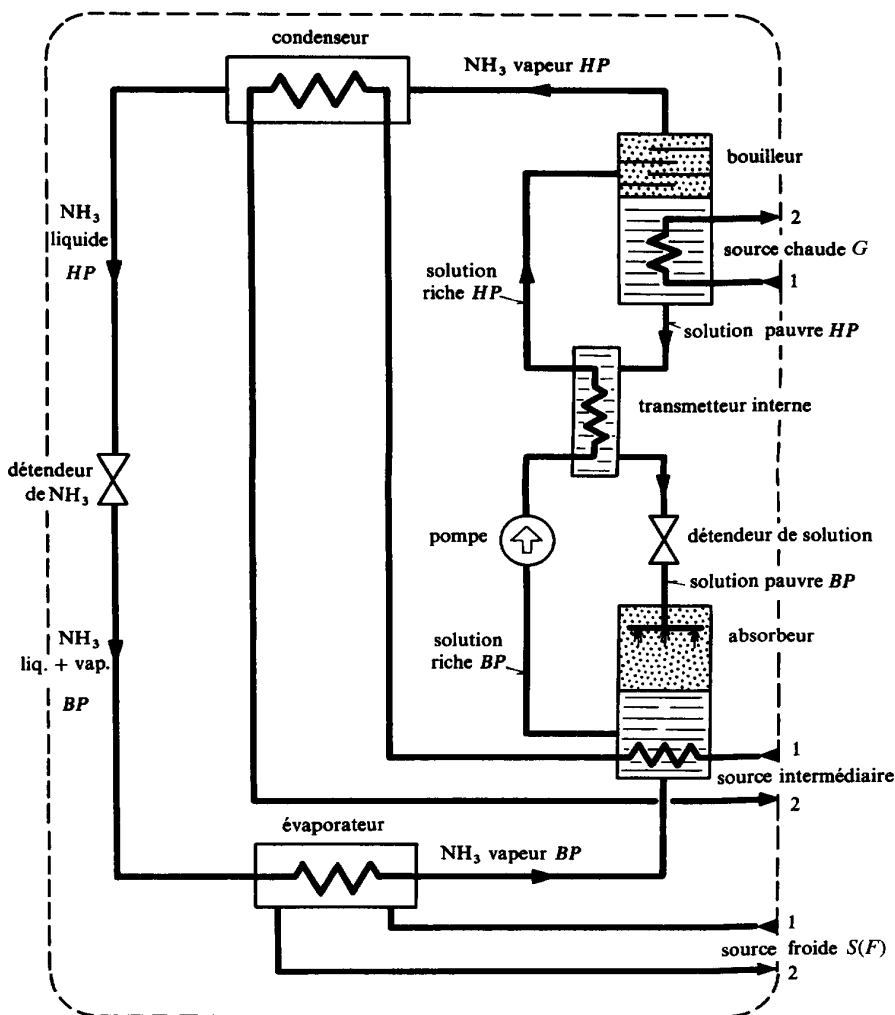 condenseur
NH₃ vapeur HP
bouilleur
NH₃
liquide
HP
2
source chaude G
1
solution
riche HP
solution pauvre HP
transmetteur interne
détendeur
de NH₃
pompe
détendeur de solution
solution pauvre BP
NH₃
liq. + vap.
BP
solution
riche BP
absorbeur
1
source intermédiaire
2
évaporateur
NH₃ vapeur BP
1
source froide S(F)
2